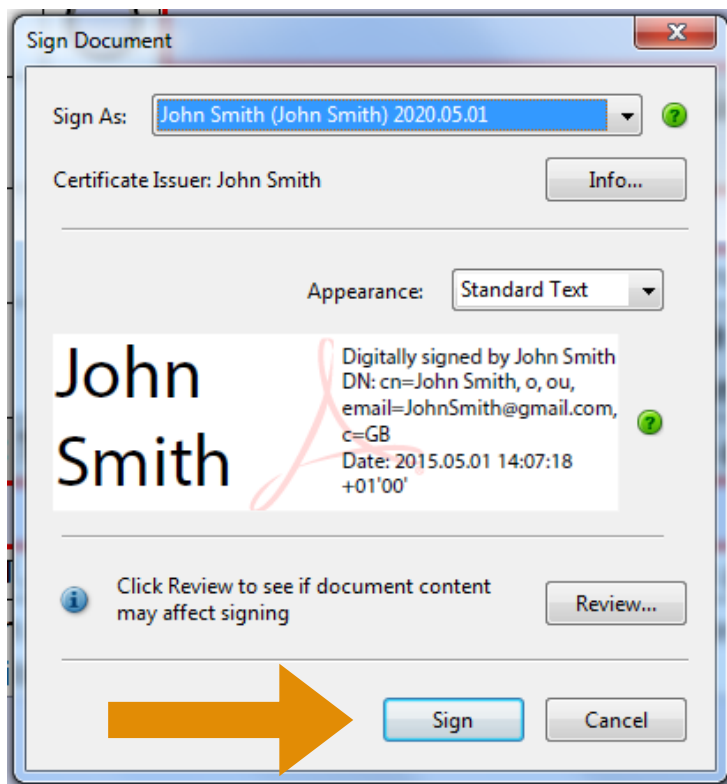 Sign Document
Sign As: John Smith (John Smith) 2020.05.01
Certificate Issuer: John Smith Info...
Appearance: Standard Text
John
Smith
Digitally signed by John Smith
DN: cn=John Smith, o, ou,
email=JohnSmith@gmail.com,
c=GB
Date: 2015.05.01 14:07:18
+01'00'
Click Review to see if document content
may affect signing
Review...
Sign Cancel